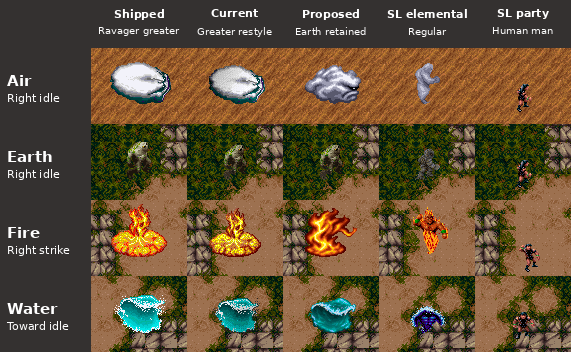 Shipped Current Proposed SL elemental SL party
Ravager greater Greater restyle Earth retained Regular Human man
Air
Right idle
Earth
Right idle
Fire
Right strike
Water
Toward idle